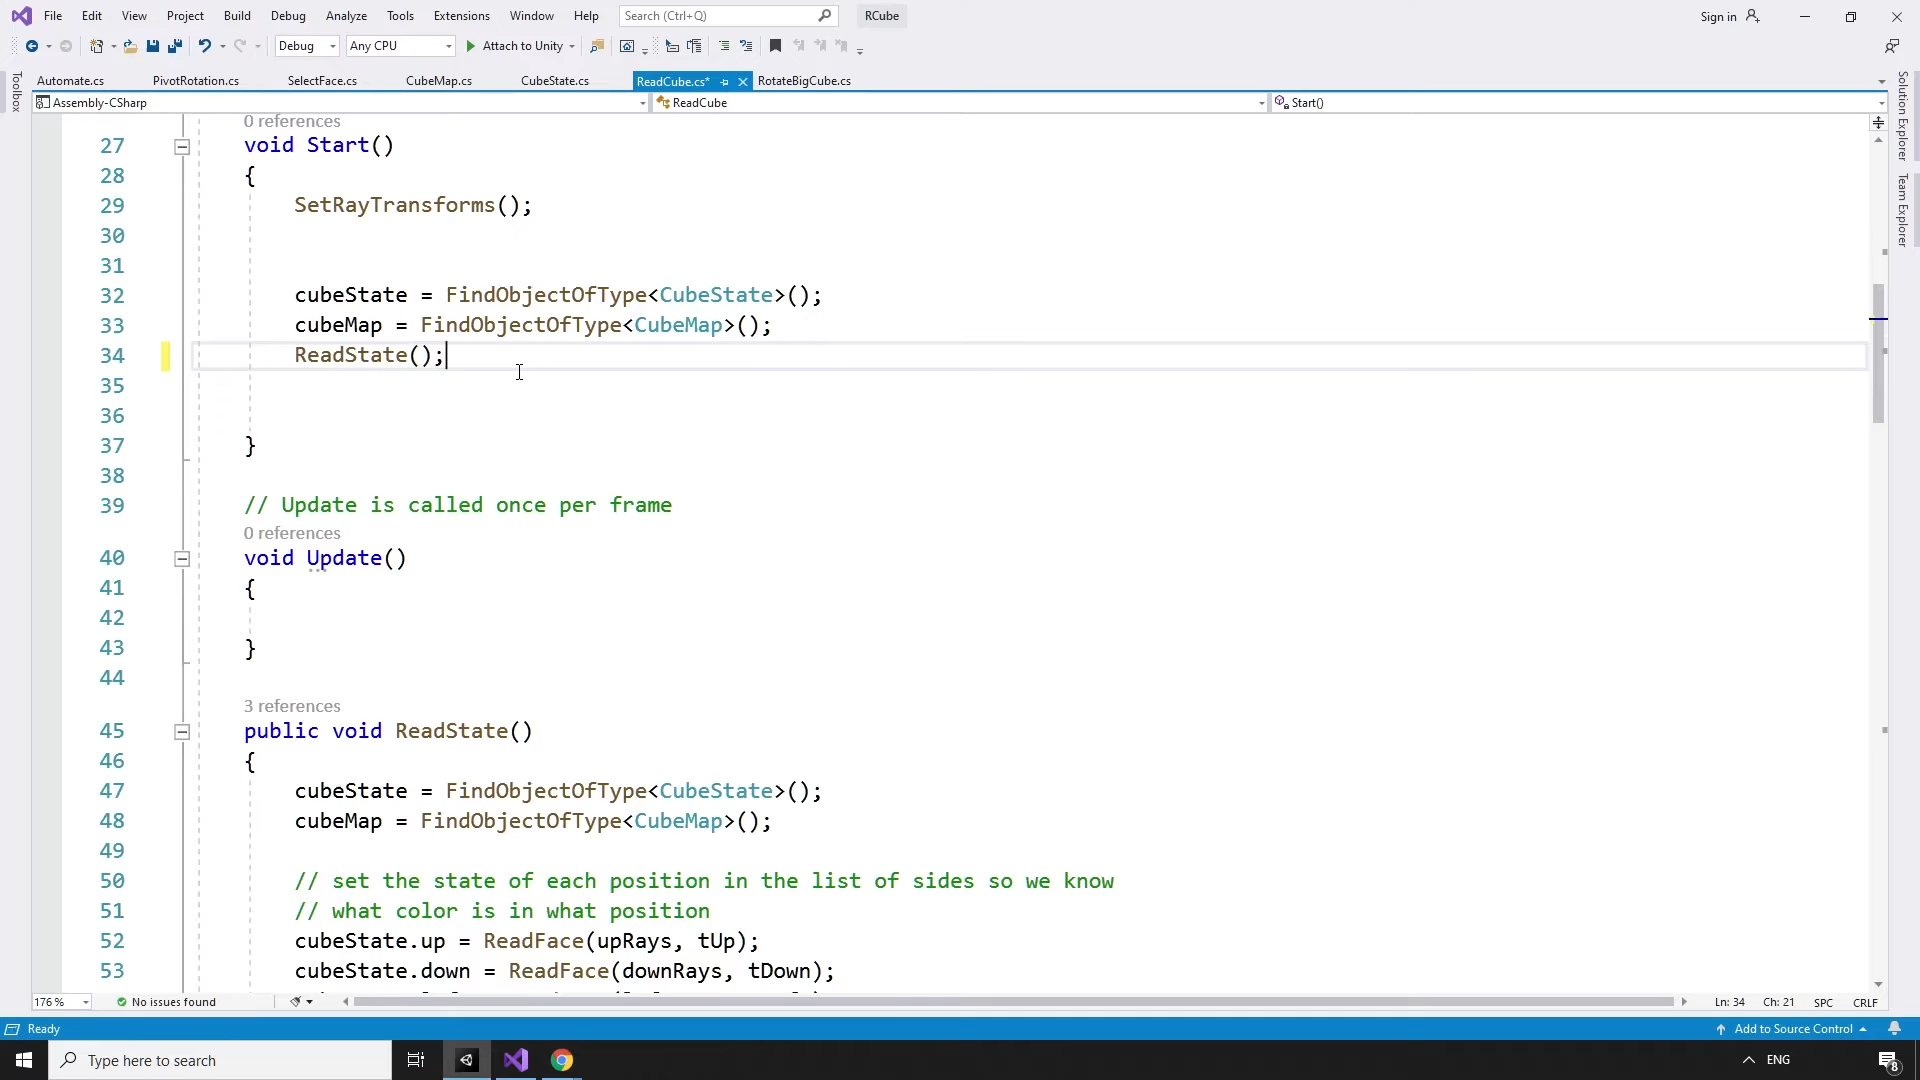 File Edit View Project Build Debug Analyze Tools Extensions Window Help Search (Ctrl+Q) RCube Sign in
Debug Any CPU Attach to Unity
Automate.cs PivotRotation.cs SelectFace.cs CubeMap.cs CubeState.cs ReadCube.cs* RotateBigCube.cs
Assembly-CSharp ReadCube Start()
Toolbox
Solution Explorer
Team Explorer
0 references
27 void Start()
28 {
29 SetRayTransforms();
30
31
32 cubeState = FindObjectOfType<CubeState>();
33 cubeMap = FindObjectOfType<CubeMap>();
34 ReadState();
35
36
37 }
38
39 // Update is called once per frame
0 references
40 void Update()
41 {
42
43 }
44
3 references
45 public void ReadState()
46 {
47 cubeState = FindObjectOfType<CubeState>();
48 cubeMap = FindObjectOfType<CubeMap>();
49
50 // set the state of each position in the list of sides so we know
51 // what color is in what position
52 cubeState.up = ReadFace(upRays, tUp);
53 cubeState.down = ReadFace(downRays, tDown);
176 % No issues found Ln: 34 Ch: 21 SPC CRLF
Ready Add to Source Control
Type here to search ENG 8